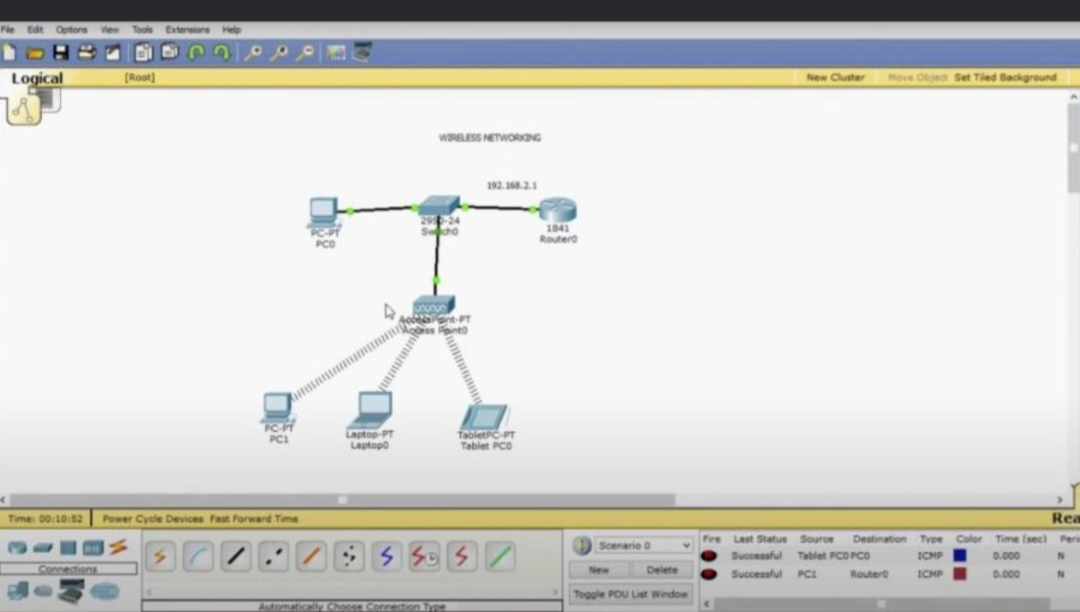 File Edit Options View Tools Extensions Help
Logical [Root] New Cluster Move Object Set Tiled Background
WIRELESS NETWORKING
192.168.2.1
PC-PT
PC0
2950-24
Switch0
1841
Router0
AccessPoint-PT
Access Point0
PC-PT
PC1
Laptop-PT
Laptop0
TabletPC-PT
Tablet PC0
Time: 00:10:52 Power Cycle Devices Fast Forward Time
Connections
Automatically Choose Connection Type
Scenario 0
New Delete
Toggle PDU List Window
Fire Last Status Source Destination Type Color Time (sec)
Successful Tablet PC0 PC0 ICMP 0.000 N
Successful PC1 Router0 ICMP 0.000 N